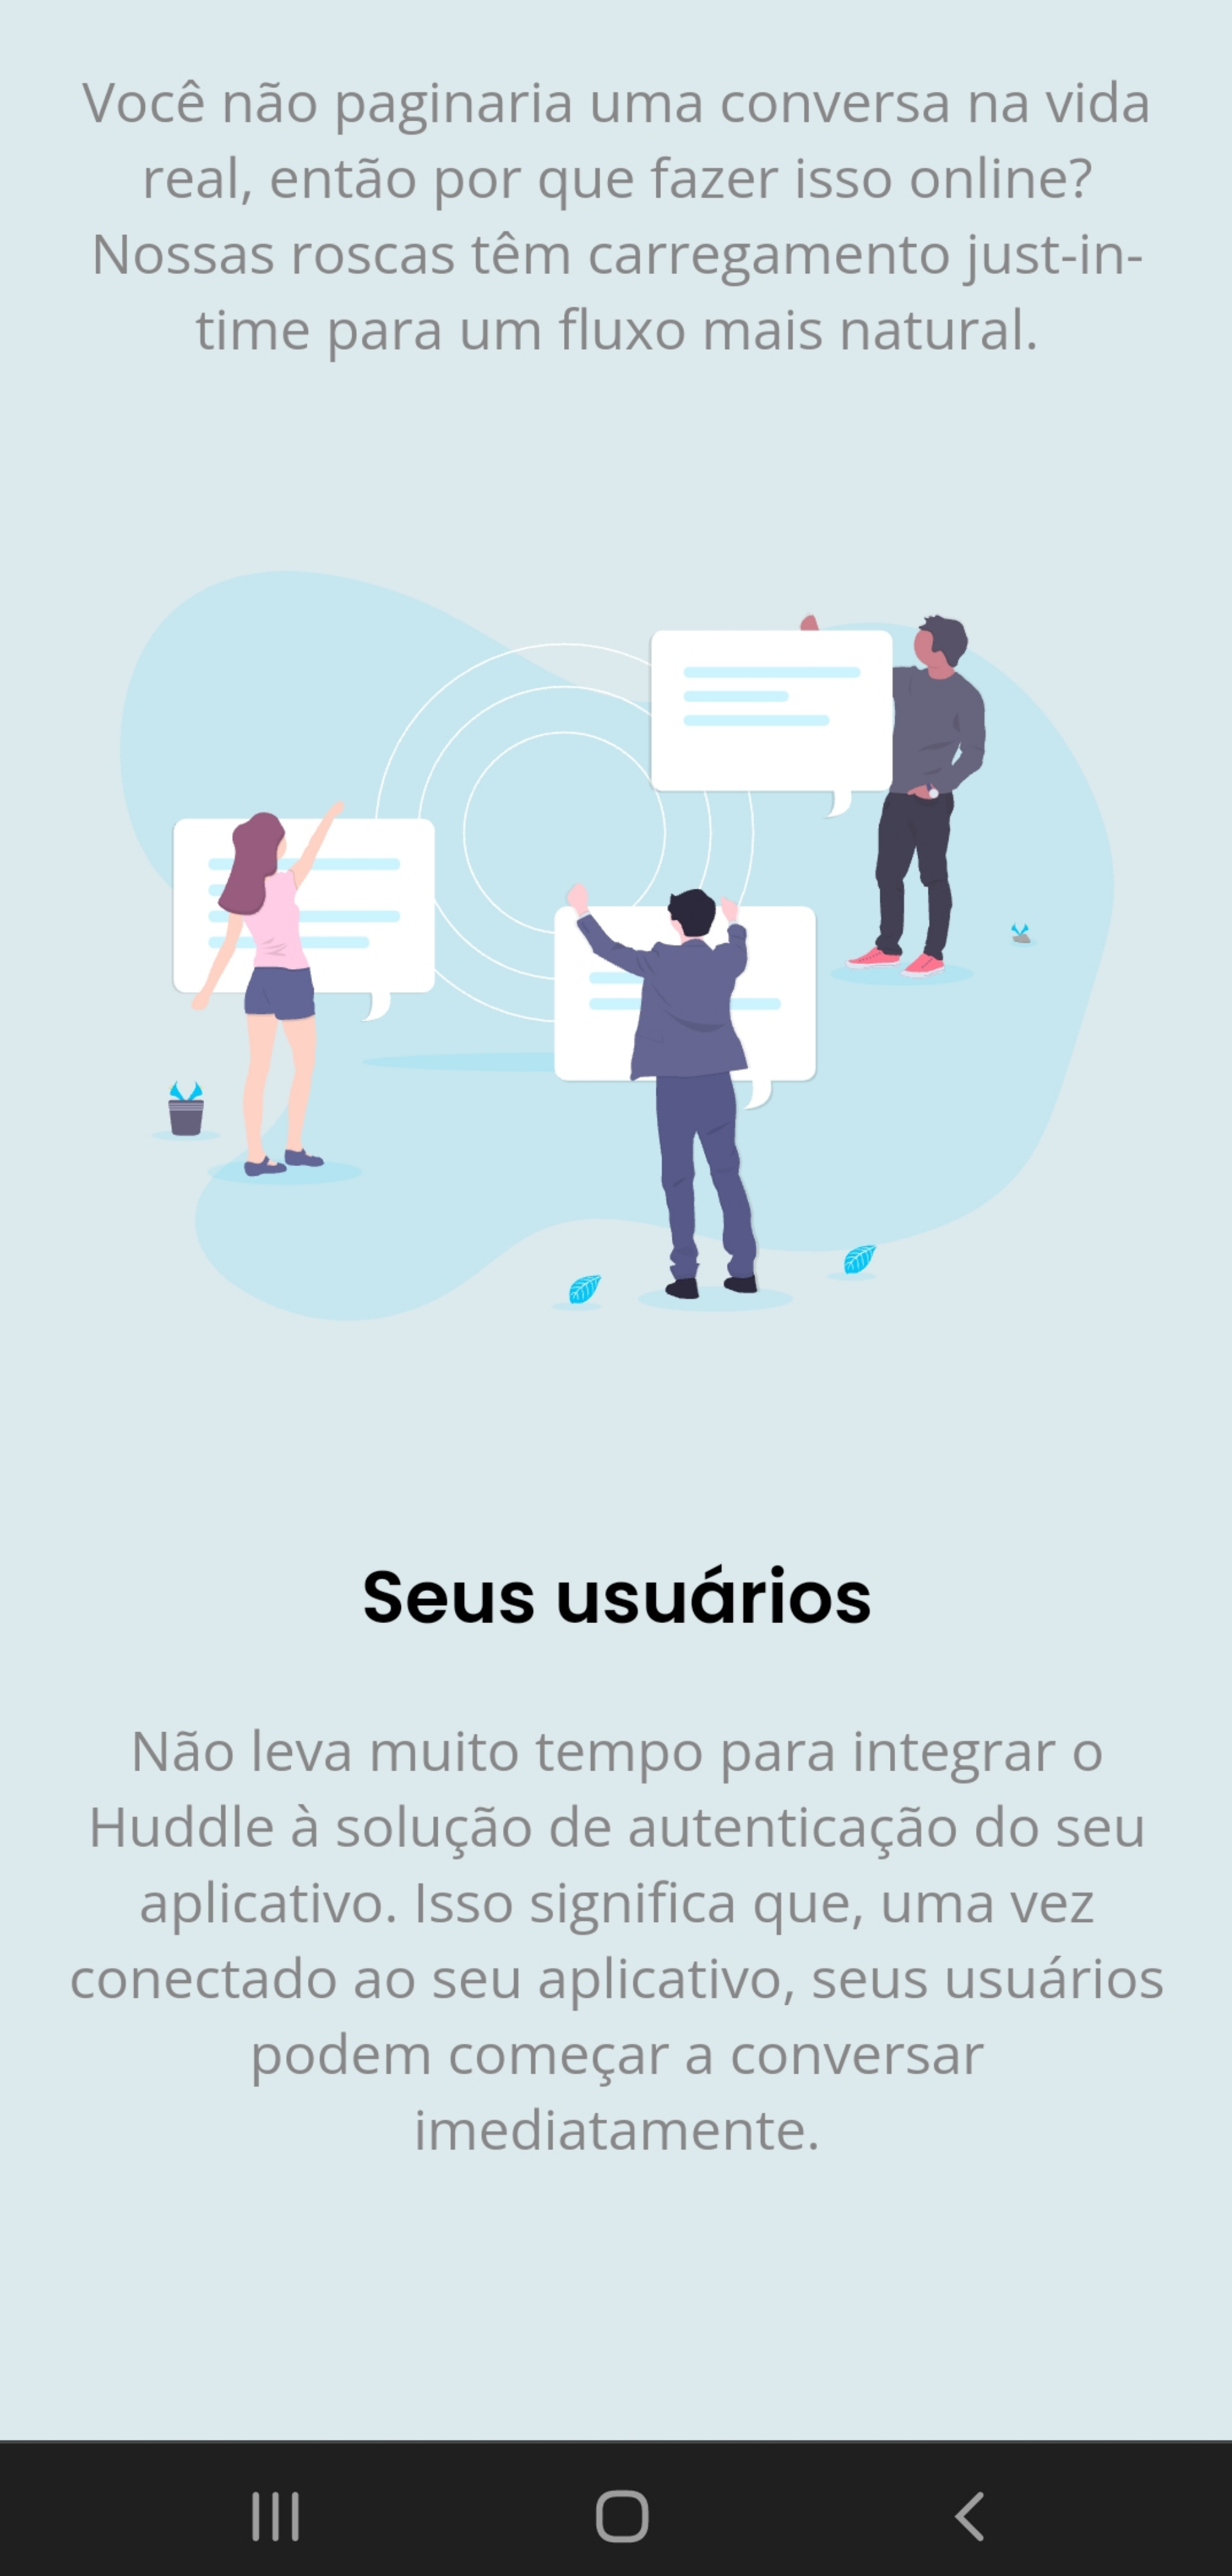 Você não paginaria uma conversa na vida
real, então por que fazer isso online?
Nossas roscas têm carregamento just-in-
time para um fluxo mais natural.
Seus usuários
Não leva muito tempo para integrar o
Huddle à solução de autenticação do seu
aplicativo. Isso significa que, uma vez
conectado ao seu aplicativo, seus usuários
podem começar a conversar
imediatamente.